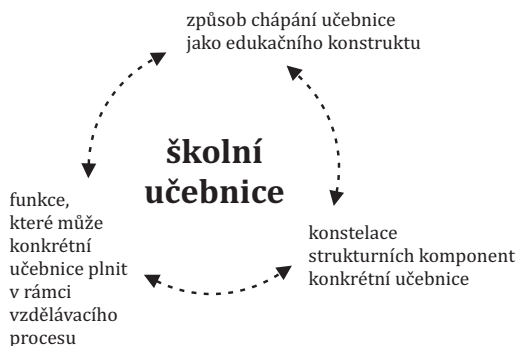 způsob chápání učebnice
jako edukačního konstruktu
školní
učebnice
funkce,
které může
konkrétní
učebnice plnit
v rámci
vzdělávacího
procesu
konstelace
strukturních komponent
konkrétní učebnice